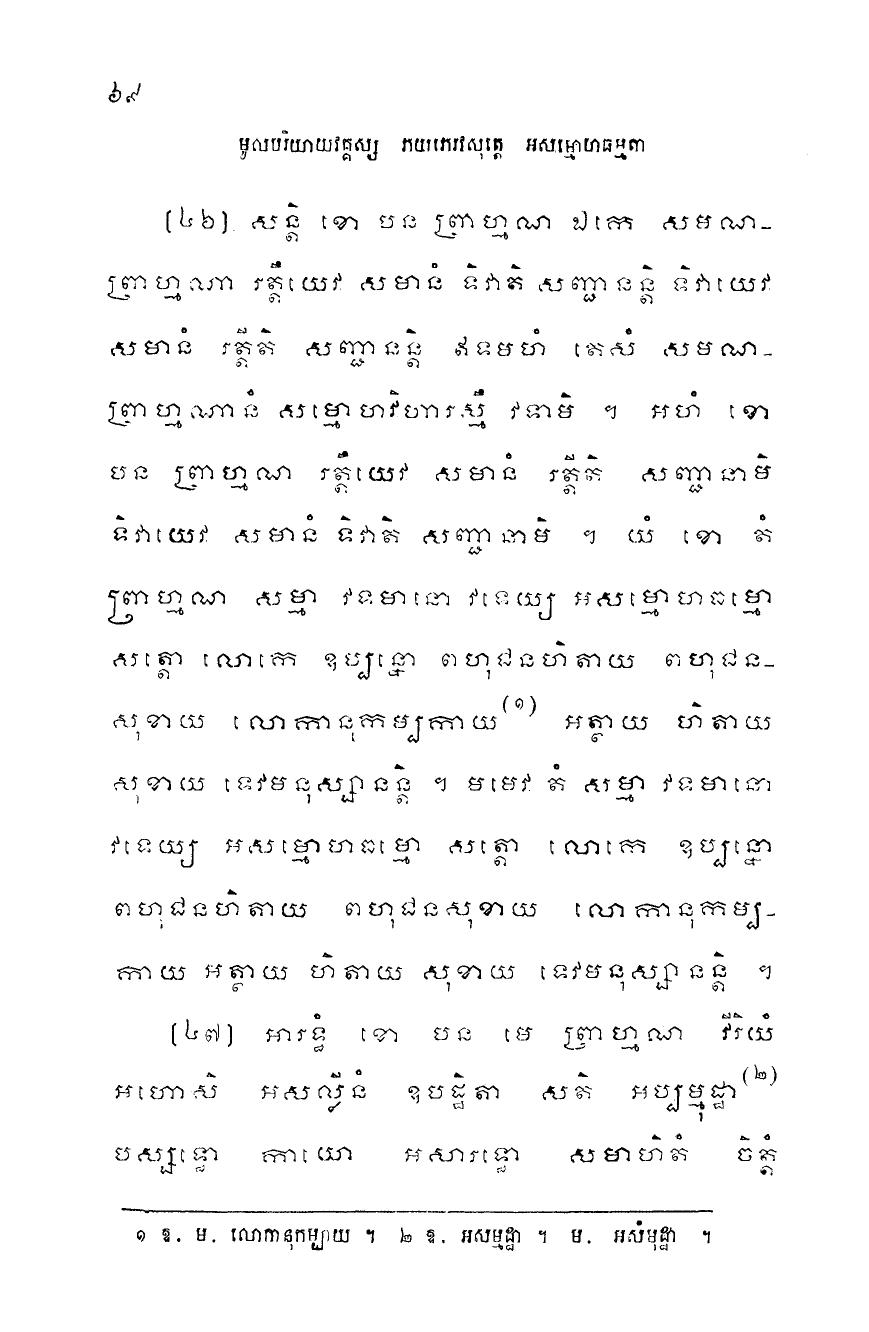 ៦៩
មូលបរិយាយវគ្គស្ស ភយភេរវសុត្តេ អសម្មោហធម្មតា
[៤៦] សន្តិ ខោ បន ព្រាហ្មណ ឯកេ សមណ-
ព្រាហ្មណា រត្តឹយេវ សមានំ ទិវាតិ សញ្ជានន្តិ ទិវាយេវ
សមានំ រត្តីតិ សញ្ជានន្តិ ឥទមហំ តេសំ សមណ-
ព្រាហ្មណានំ សម្មោហវិហារស្មឹ វទាមិ ។ អហំ ខោ
បន ព្រាហ្មណ រត្តឹយេវ សមានំ រត្តីតិ សញ្ជានាមិ
ទិវាយេវ សមានំ ទិវាតិ សញ្ជានាមិ ។ យំ ខោ តំ
ព្រាហ្មណ សម្មា វទមានោ វទេយ្យ អសម្មោហធម្មោ
សត្តោ លោកេ ឧប្បន្នោ ពហុជនហិតាយ ពហុជន-
សុខាយ លោកានុកម្បកាយ(១) អត្ថាយ ហិតាយ
សុខាយ ទេវមនុស្សានន្តិ ។ មមេវ តំ សម្មា វទមានោ
វទេយ្យ អសម្មោហធម្មោ សត្តោ លោកេ ឧប្បន្នោ
ពហុជនហិតាយ ពហុជនសុខាយ លោកានុកម្ប-
កាយ អត្ថាយ ហិតាយ សុខាយ ទេវមនុស្សានន្តិ ។
[៤៧] អារទ្ធំ ខោ បន មេ ព្រាហ្មណ វីរិយំ
អហោសិ អសល្លីនំ ឧបដ្ឋិតា សតិ អប្បម្មុដ្ឋា(២)
បស្សទ្ធោ កាយោ អសារទ្ធោ សមាហិតំ ចិត្តំ
១ ឱ. ម. លោកានុកម្បាយ ។ ២ ឱ. អសម្មដ្ឋា ។ ម. អសំមុដ្ឋា ។